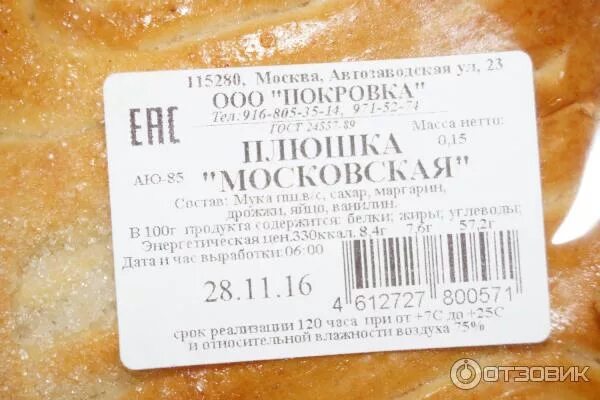 115280, Москва, Автозаводская ул, 23
ООО "ПОКРОВКА"
Тел: 916-805-35-14, 971-52-74
ГОСТ 24557-89
Масса нетто:
0,15
EAC
ПЛЮШКА
АЮ-85
"МОСКОВСКАЯ"
Состав: Мука пш.в/с, сахар, маргарин,
дрожжи, яйцо, ванилин.
В 100г продукта содержится: белки; жиры; углеводы;
Энергетическая цен.330ккал. 8,4г 7,6г 57,2г
Дата и час выработки:06:00
28.11.16
4 612727 800571
срок реализации 120 часа при от +7С до +25С
и относительной влажности воздуха 75%
ОТЗОВИК